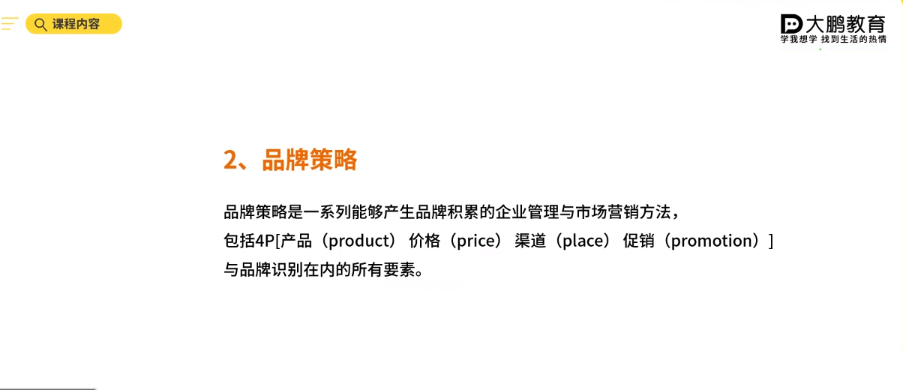 课程内容
大鹏教育
学我想学 找到生活的热情
2、品牌策略
品牌策略是一系列能够产生品牌积累的企业管理与市场营销方法，
包括4P[产品（product） 价格（price） 渠道（place） 促销（promotion）]
与品牌识别在内的所有要素。